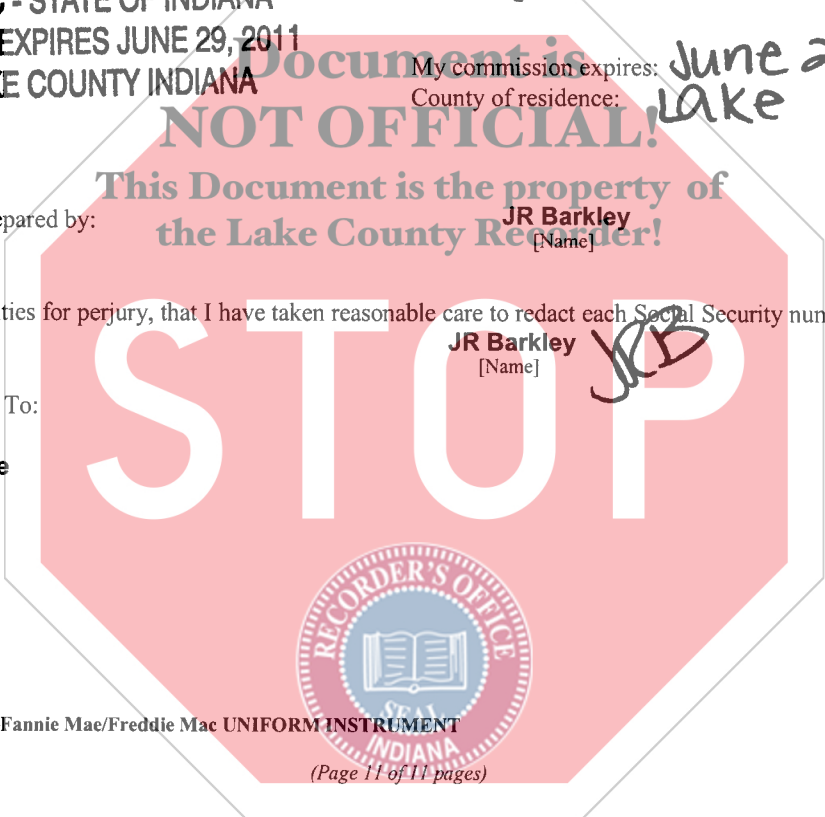 - STATE OF INDIANA
EXPIRES JUNE 29, 2011
E COUNTY INDIANA
My commission expires: June 2
County of residence: Lake
Document is
NOT OFFICIAL!
This Document is the property of
the Lake County Recorder!
epared by:
JR Barkley
[Name]
ties for perjury, that I have taken reasonable care to redact each Social Security num
JR Barkley JRB
[Name]
To:
e
STOP
RECORDER'S OFFICE
SEAL
INDIANA
Fannie Mae/Freddie Mac UNIFORM INSTRUMENT
(Page 11 of 11 pages)